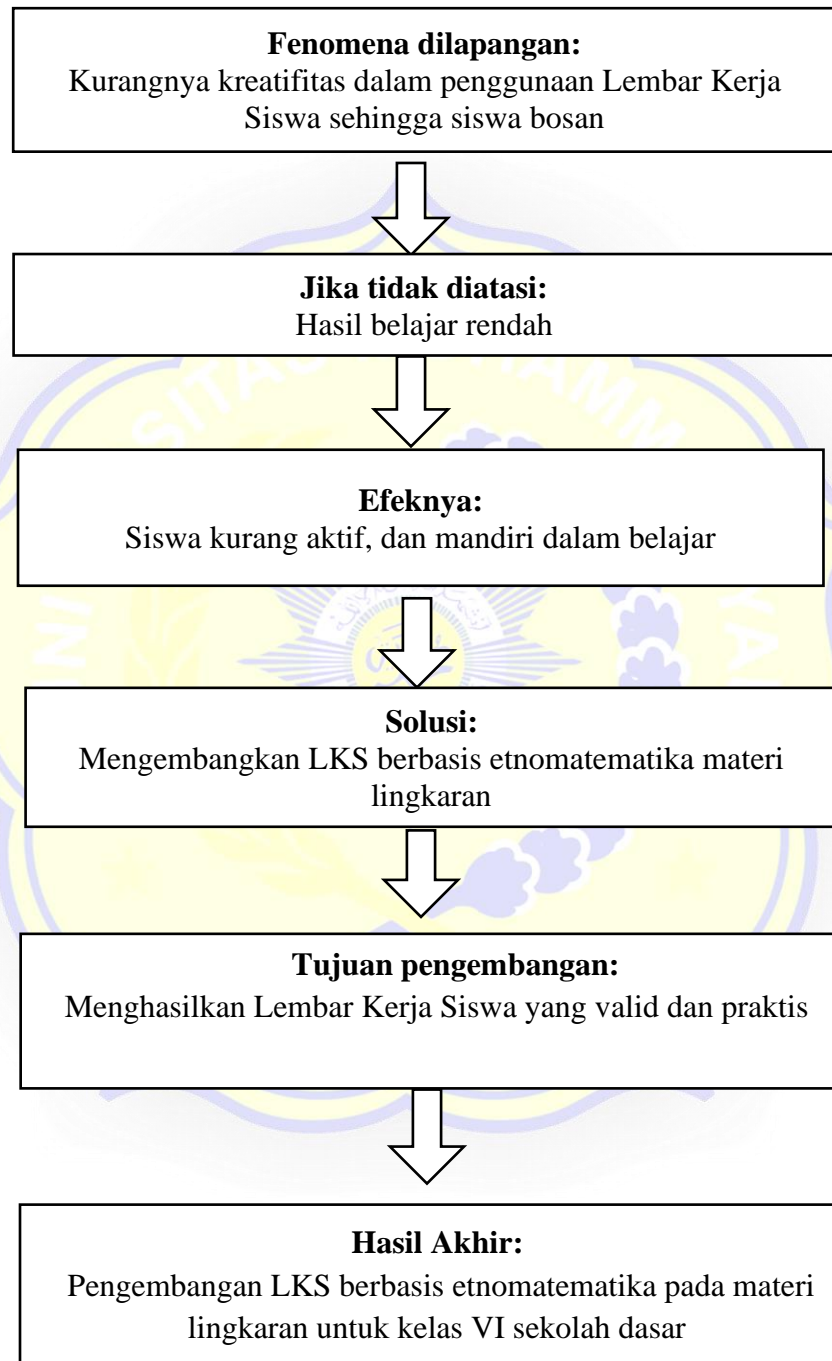 Fenomena dilapangan:
Kurangnya kreatifitas dalam penggunaan Lembar Kerja
Siswa sehingga siswa bosan
Jika tidak diatasi:
Hasil belajar rendah
Efeknya:
Siswa kurang aktif, dan mandiri dalam belajar
Solusi:
Mengembangkan LKS berbasis etnomatematika materi
lingkaran
Tujuan pengembangan:
Menghasilkan Lembar Kerja Siswa yang valid dan praktis
Hasil Akhir:
Pengembangan LKS berbasis etnomatematika pada materi
lingkaran untuk kelas VI sekolah dasar